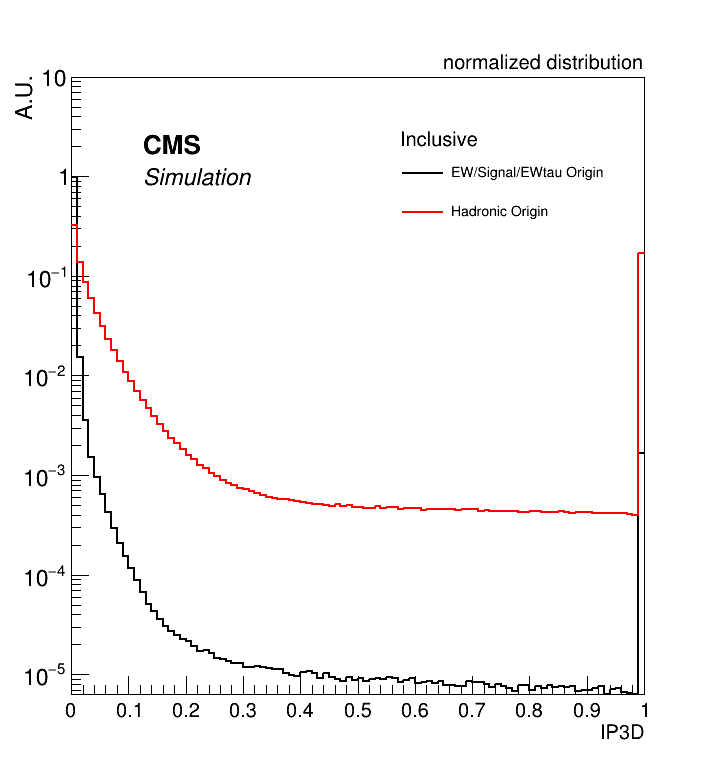 normalized distribution
A.U.
10
CMS
Simulation
Inclusive
EW/Signal/EWtau Origin
Hadronic Origin
1
10⁻¹
10⁻²
10⁻³
10⁻⁴
10⁻⁵
0 0.1 0.2 0.3 0.4 0.5 0.6 0.7 0.8 0.9 1
IP3D